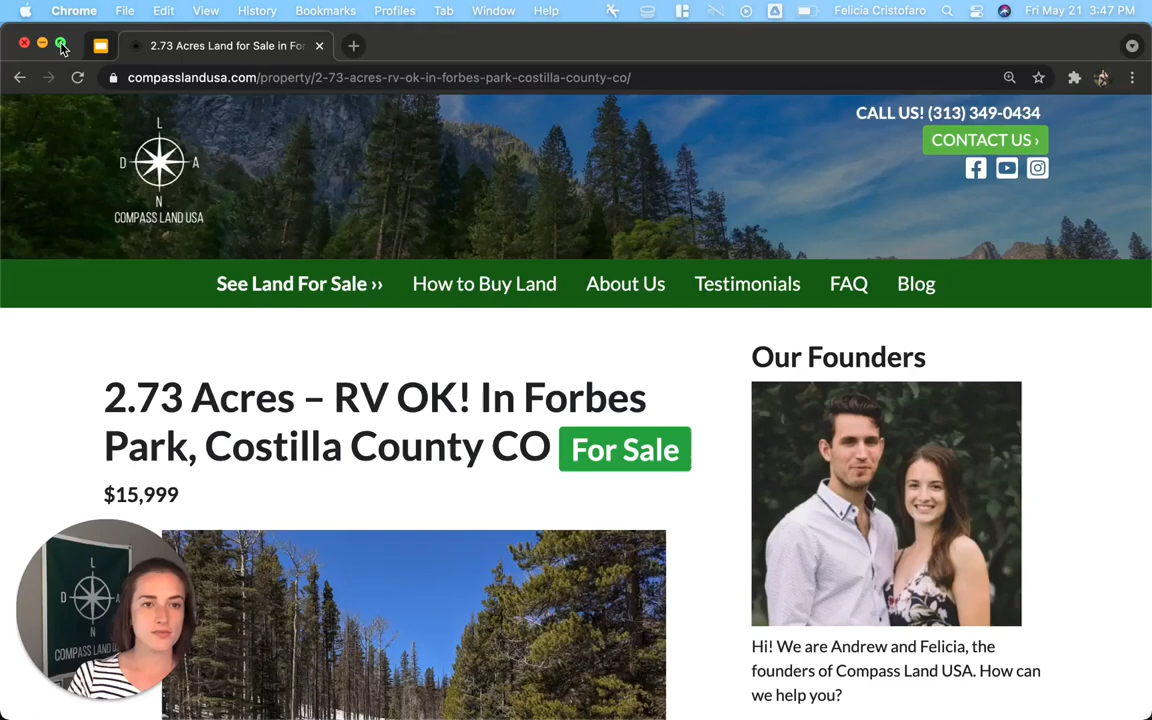 Chrome File Edit View History Bookmarks Profiles Tab Window Help Felicia Cristofaro Fri May 21 3:47 PM
2.73 Acres Land for Sale in For
compasslandusa.com/property/2-73-acres-rv-ok-in-forbes-park-costilla-county-co/
CALL US! (313) 349-0434
CONTACT US ›
L
D A
N
COMPASS LAND USA
See Land For Sale ›› How to Buy Land About Us Testimonials FAQ Blog
Our Founders
2.73 Acres – RV OK! In Forbes
Park, Costilla County CO For Sale
$15,999
L
D
N
COMPASS LAND
Hi! We are Andrew and Felicia, the
founders of Compass Land USA. How can
we help you?